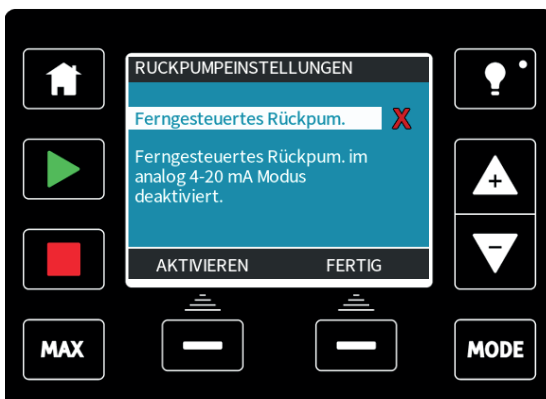 RUCKPUMPEINSTELLUNGEN
Ferngesteuertes Rückpum. X
Ferngesteuertes Rückpum. im
analog 4-20 mA Modus
deaktiviert.
AKTIVIEREN FERTIG
+
−
MAX
MODE